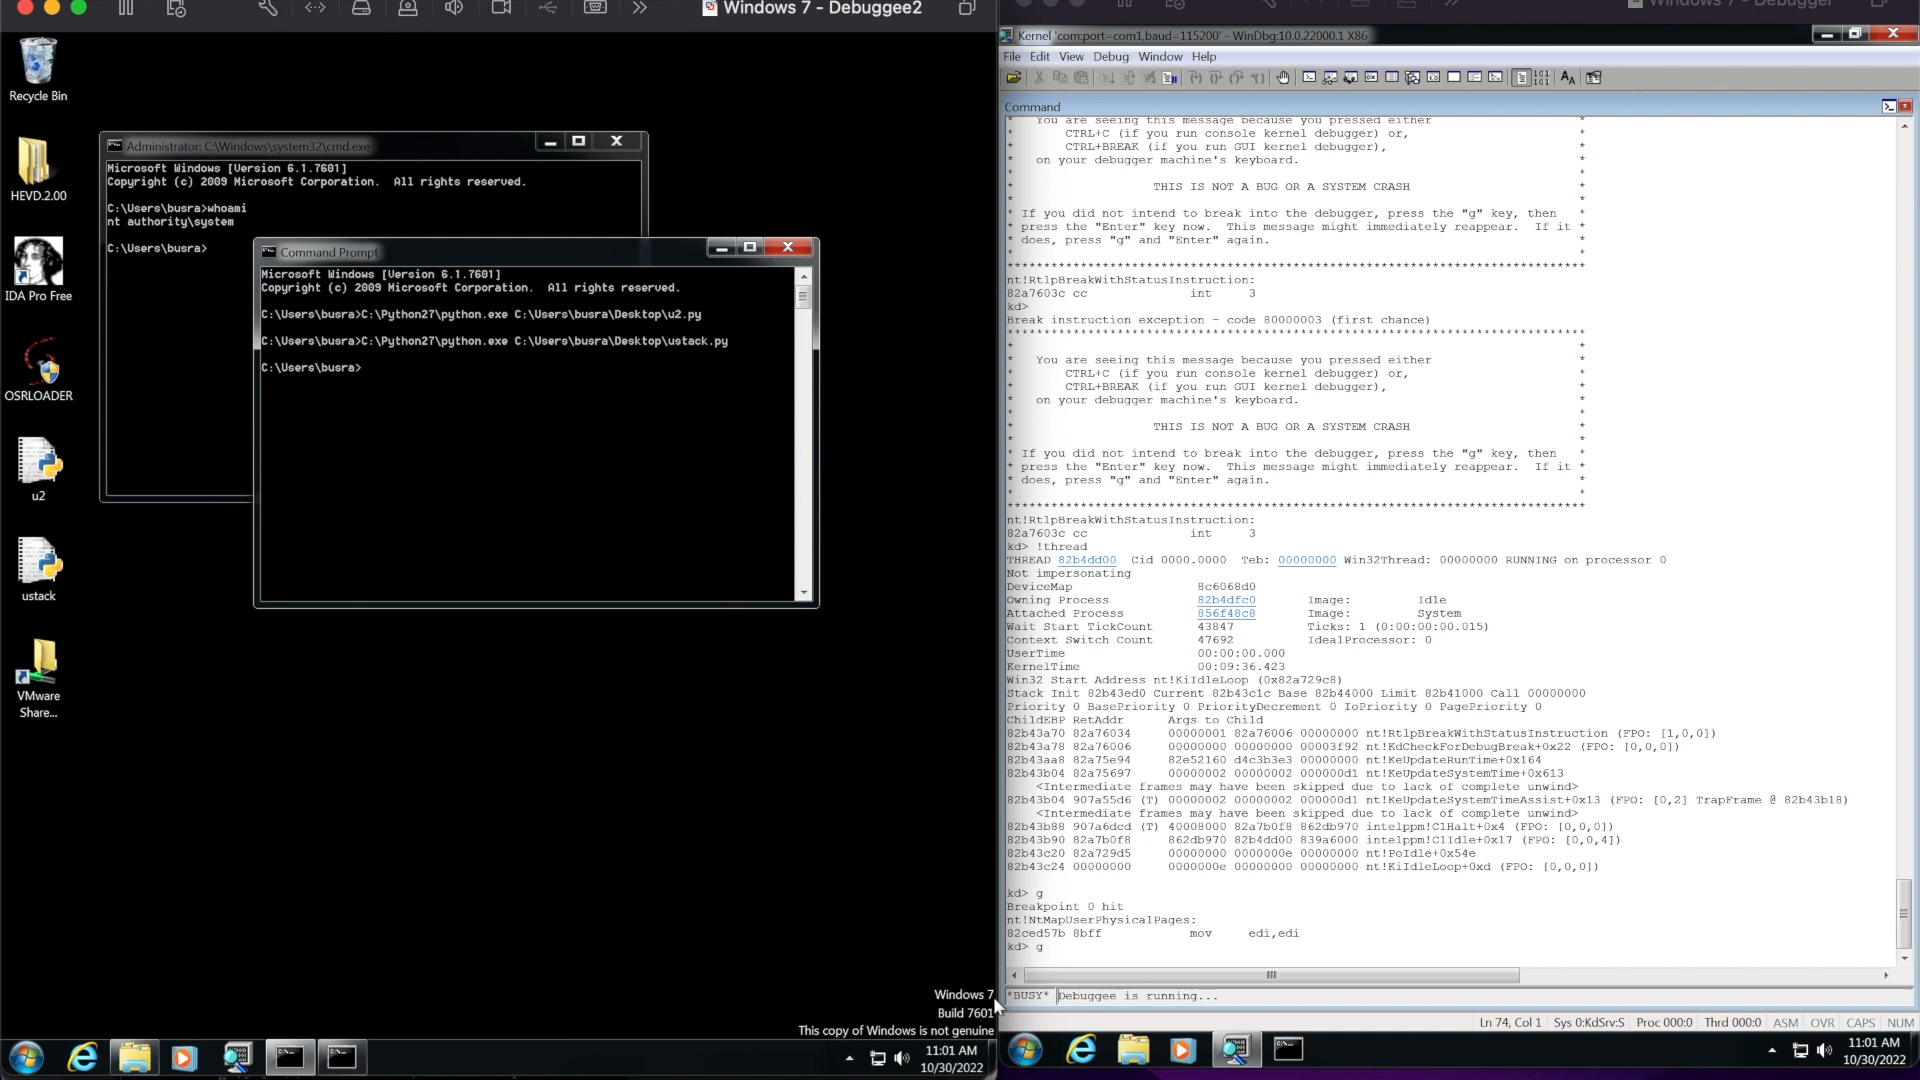 Windows 7 - Debuggee2
Recycle Bin
HEVD.2.00
IDA Pro Free
OSRLOADER
u2
ustack
VMware
Share...
Administrator: C:\Windows\system32\cmd.exe
Microsoft Windows [Version 6.1.7601]
Copyright (c) 2009 Microsoft Corporation.  All rights reserved.
C:\Users\busra>whoami
nt authority\system
C:\Users\busra>
Command Prompt
Microsoft Windows [Version 6.1.7601]
Copyright (c) 2009 Microsoft Corporation.  All rights reserved.
C:\Users\busra>C:\Python27\python.exe C:\Users\busra\Desktop\u2.py
C:\Users\busra>C:\Python27\python.exe C:\Users\busra\Desktop\ustack.py
C:\Users\busra>
Windows 7
Build 7601
This copy of Windows is not genuine
11:01 AM
10/30/2022
Windows 7 - Debugger
Kernel 'com:port=com1,baud=115200' - WinDbg:10.0.22000.1 X86
File Edit View Debug Window Help
Command
* You are seeing this message because you pressed either *
* CTRL+C (if you run console kernel debugger) or, *
* CTRL+BREAK (if you run GUI kernel debugger), *
* on your debugger machine's keyboard. *
* *
* THIS IS NOT A BUG OR A SYSTEM CRASH *
* *
* If you did not intend to break into the debugger, press the "g" key, then *
* press the "Enter" key now. This message might immediately reappear. If it *
* does, press "g" and "Enter" again. *
* *
*******************************************************************************
nt!RtlpBreakWithStatusInstruction:
82a7603c cc int 3
kd>
Break instruction exception - code 80000003 (first chance)
*******************************************************************************
* *
* You are seeing this message because you pressed either *
* CTRL+C (if you run console kernel debugger) or, *
* CTRL+BREAK (if you run GUI kernel debugger), *
* on your debugger machine's keyboard. *
* *
* THIS IS NOT A BUG OR A SYSTEM CRASH *
* *
* If you did not intend to break into the debugger, press the "g" key, then *
* press the "Enter" key now. This message might immediately reappear. If it *
* does, press "g" and "Enter" again. *
* *
*******************************************************************************
nt!RtlpBreakWithStatusInstruction:
82a7603c cc int 3
kd> !thread
THREAD 82b4dd00 Cid 0000.0000 Teb: 00000000 Win32Thread: 00000000 RUNNING on processor 0
Not impersonating
DeviceMap 8c6068d0
Owning Process 82b4dfc0 Image: Idle
Attached Process 856f48c8 Image: System
Wait Start TickCount 43847 Ticks: 1 (0:00:00:00.015)
Context Switch Count 47692 IdealProcessor: 0
UserTime 00:00:00.000
KernelTime 00:09:36.423
Win32 Start Address nt!KiIdleLoop (0x82a729c8)
Stack Init 82b43ed0 Current 82b43c1c Base 82b44000 Limit 82b41000 Call 00000000
Priority 0 BasePriority 0 PriorityDecrement 0 IoPriority 0 PagePriority 0
ChildEBP RetAddr Args to Child
82b43a70 82a76034 00000001 82a76006 00000000 nt!RtlpBreakWithStatusInstruction (FPO: [1,0,0])
82b43a78 82a76006 00000000 00000000 00003f92 nt!KdCheckForDebugBreak+0x22 (FPO: [0,0,0])
82b43aa8 82a75e94 82e52160 d4c3b3e3 00000000 nt!KeUpdateRunTime+0x164
82b43b04 82a75697 00000002 00000002 000000d1 nt!KeUpdateSystemTime+0x613
<Intermediate frames may have been skipped due to lack of complete unwind>
82b43b04 907a55d6 (T) 00000002 00000002 000000d1 nt!KeUpdateSystemTimeAssist+0x13 (FPO: [0,2] TrapFrame @ 82b43b18)
<Intermediate frames may have been skipped due to lack of complete unwind>
82b43b88 907a6dcd (T) 40008000 82a7b0f8 862db970 intelppm!C1Halt+0x4 (FPO: [0,0,0])
82b43b90 82a7b0f8 862db970 82b4dd00 839a6000 intelppm!C1Idle+0x17 (FPO: [0,0,4])
82b43c20 82a729d5 00000000 0000000e 00000000 nt!PoIdle+0x54e
82b43c24 00000000 0000000e 00000000 00000000 nt!KiIdleLoop+0xd (FPO: [0,0,0])
kd> g
Breakpoint 0 hit
nt!NtMapUserPhysicalPages:
82ced57b 8bff mov edi,edi
kd> g
*BUSY* Debuggee is running...
Ln 74, Col 1 Sys 0:KdSrv:S Proc 000:0 Thrd 000:0 ASM OVR CAPS NUM
11:01 AM
10/30/2022